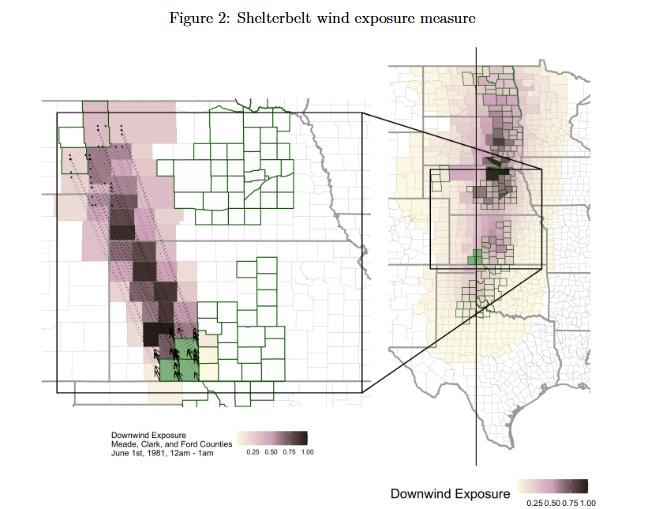 Figure 2: Shelterbelt wind exposure measure
Downwind Exposure
Meade, Clark, and Ford Counties
June 1st, 1981, 12am - 1am
0.25 0.50 0.75 1.00
Downwind Exposure
0.25 0.50 0.75 1.00